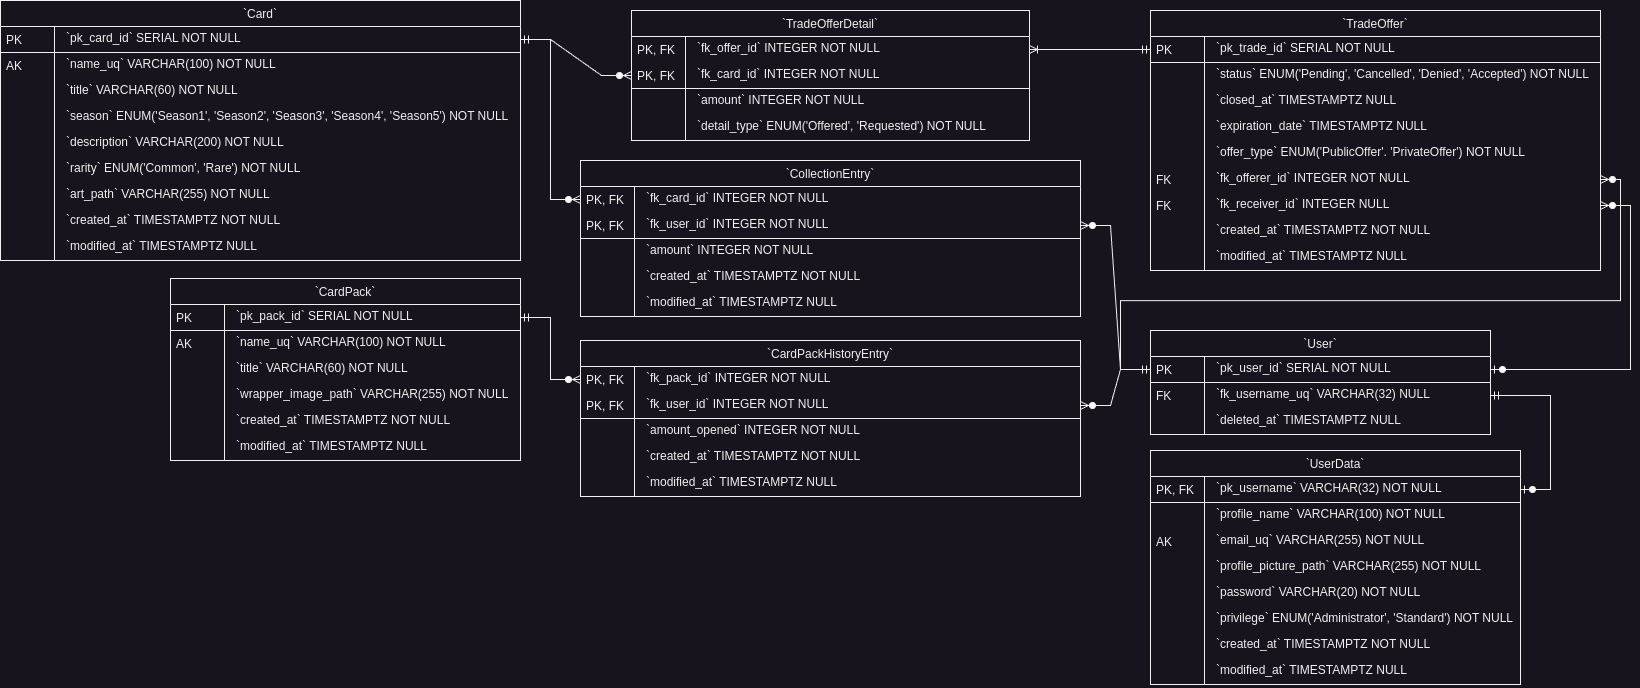 `Card`
PK `pk_card_id` SERIAL NOT NULL
AK `name_uq` VARCHAR(100) NOT NULL
`title` VARCHAR(60) NOT NULL
`season` ENUM('Season1', 'Season2', 'Season3', 'Season4', 'Season5') NOT NULL
`description` VARCHAR(200) NOT NULL
`rarity` ENUM('Common', 'Rare') NOT NULL
`art_path` VARCHAR(255) NOT NULL
`created_at` TIMESTAMPTZ NOT NULL
`modified_at` TIMESTAMPTZ NULL
`TradeOfferDetail`
PK, FK `fk_offer_id` INTEGER NOT NULL
PK, FK `fk_card_id` INTEGER NOT NULL
`amount` INTEGER NOT NULL
`detail_type` ENUM('Offered', 'Requested') NOT NULL
`TradeOffer`
PK `pk_trade_id` SERIAL NOT NULL
`status` ENUM('Pending', 'Cancelled', 'Denied', 'Accepted') NOT NULL
`closed_at` TIMESTAMPTZ NULL
`expiration_date` TIMESTAMPTZ NULL
`offer_type` ENUM('PublicOffer'. 'PrivateOffer') NOT NULL
FK `fk_offerer_id` INTEGER NOT NULL
FK `fk_receiver_id` INTEGER NULL
`created_at` TIMESTAMPTZ NOT NULL
`modified_at` TIMESTAMPTZ NULL
`CollectionEntry`
PK, FK `fk_card_id` INTEGER NOT NULL
PK, FK `fk_user_id` INTEGER NOT NULL
`amount` INTEGER NOT NULL
`created_at` TIMESTAMPTZ NOT NULL
`modified_at` TIMESTAMPTZ NULL
`CardPack`
PK `pk_pack_id` SERIAL NOT NULL
AK `name_uq` VARCHAR(100) NOT NULL
`title` VARCHAR(60) NOT NULL
`wrapper_image_path` VARCHAR(255) NOT NULL
`created_at` TIMESTAMPTZ NOT NULL
`modified_at` TIMESTAMPTZ NULL
`CardPackHistoryEntry`
PK, FK `fk_pack_id` INTEGER NOT NULL
PK, FK `fk_user_id` INTEGER NOT NULL
`amount_opened` INTEGER NOT NULL
`created_at` TIMESTAMPTZ NOT NULL
`modified_at` TIMESTAMPTZ NULL
`User`
PK `pk_user_id` SERIAL NOT NULL
FK `fk_username_uq` VARCHAR(32) NULL
`deleted_at` TIMESTAMPTZ NULL
`UserData`
PK, FK `pk_username` VARCHAR(32) NOT NULL
`profile_name` VARCHAR(100) NOT NULL
AK `email_uq` VARCHAR(255) NOT NULL
`profile_picture_path` VARCHAR(255) NOT NULL
`password` VARCHAR(20) NOT NULL
`privilege` ENUM('Administrator', 'Standard') NOT NULL
`created_at` TIMESTAMPTZ NOT NULL
`modified_at` TIMESTAMPTZ NULL